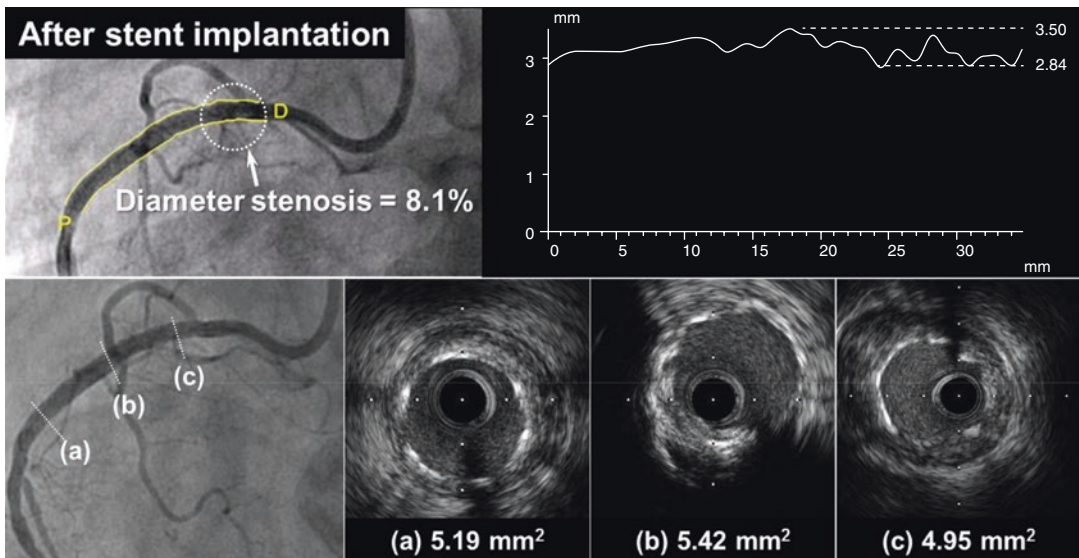 After stent implantation
D
P
Diameter stenosis = 8.1%
mm
3
2
1
0
3.50
2.84
0
5
10
15
20
25
30
mm
(a)
(b)
(c)
(a) 5.19 mm²
(b) 5.42 mm²
(c) 4.95 mm²